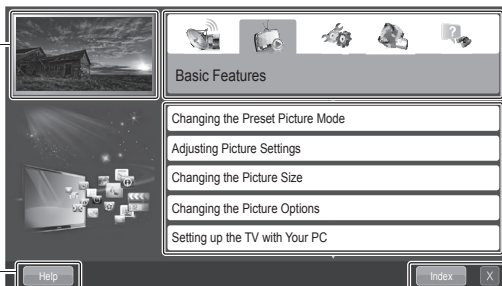 Basic Features
Changing the Preset Picture Mode
Adjusting Picture Settings
Changing the Picture Size
Changing the Picture Options
Setting up the TV with Your PC
Help
Index X